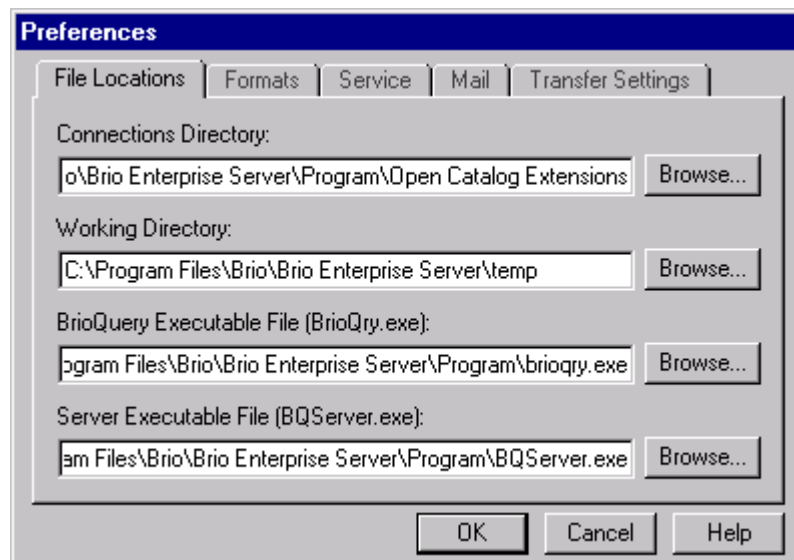 Preferences
File Locations Formats Service Mail Transfer Settings
Connections Directory:
o\Brio Enterprise Server\Program\Open Catalog Extensions Browse...
Working Directory:
C:\Program Files\Brio\Brio Enterprise Server\temp Browse...
BrioQuery Executable File (BrioQry.exe):
ogram Files\Brio\Brio Enterprise Server\Program\brioqry.exe Browse...
Server Executable File (BQServer.exe):
am Files\Brio\Brio Enterprise Server\Program\BQServer.exe Browse...
OK Cancel Help